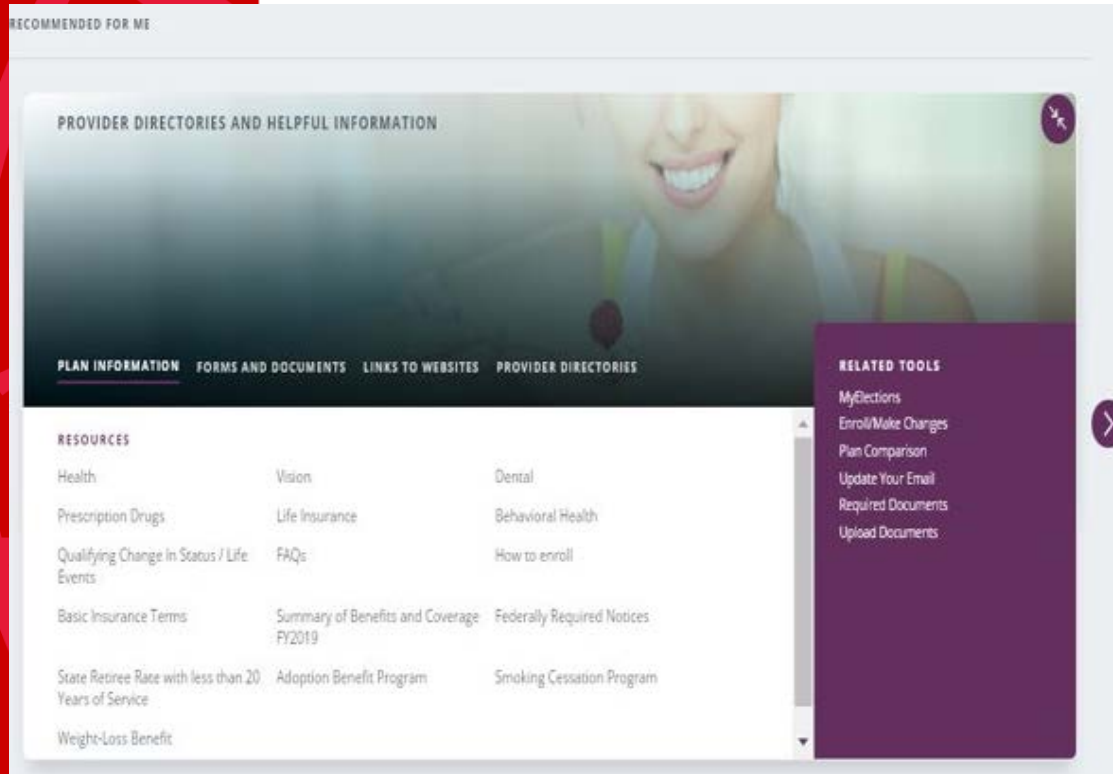 RECOMMENDED FOR ME
PROVIDER DIRECTORIES AND HELPFUL INFORMATION
PLAN INFORMATION FORMS AND DOCUMENTS LINKS TO WEBSITES PROVIDER DIRECTORIES
RESOURCES
Health Vision Dental
Prescription Drugs Life Insurance Behavioral Health
Qualifying Change In Status / Life FAQs How to enroll
Events
Basic Insurance Terms Summary of Benefits and Coverage Federally Required Notices
FY2019
State Retiree Rate with less than 20 Adoption Benefit Program Smoking Cessation Program
Years of Service
Weight-Loss Benefit
RELATED TOOLS
MyElections
Enroll/Make Changes
Plan Comparison
Update Your Email
Required Documents
Upload Documents